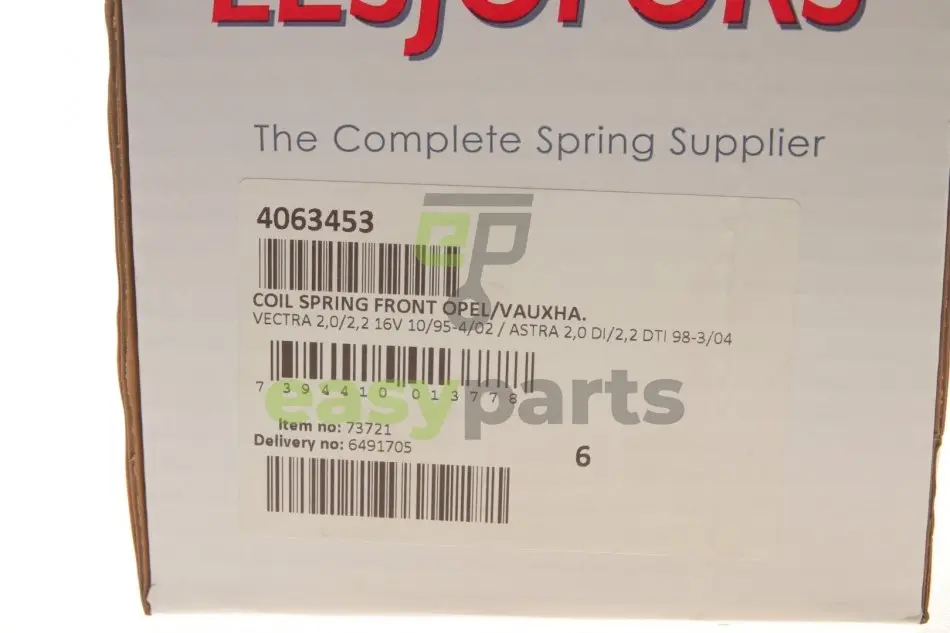 LESJÖFORS
The Complete Spring Supplier
4063453
COIL SPRING FRONT OPEL/VAUXHA.
VECTRA 2,0/2,2 16V 10/95-4/02 / ASTRA 2,0 DI/2,2 DTI 98-3/04
7 394410 013778
easyparts
Item no: 73721
Delivery no: 6491705
6